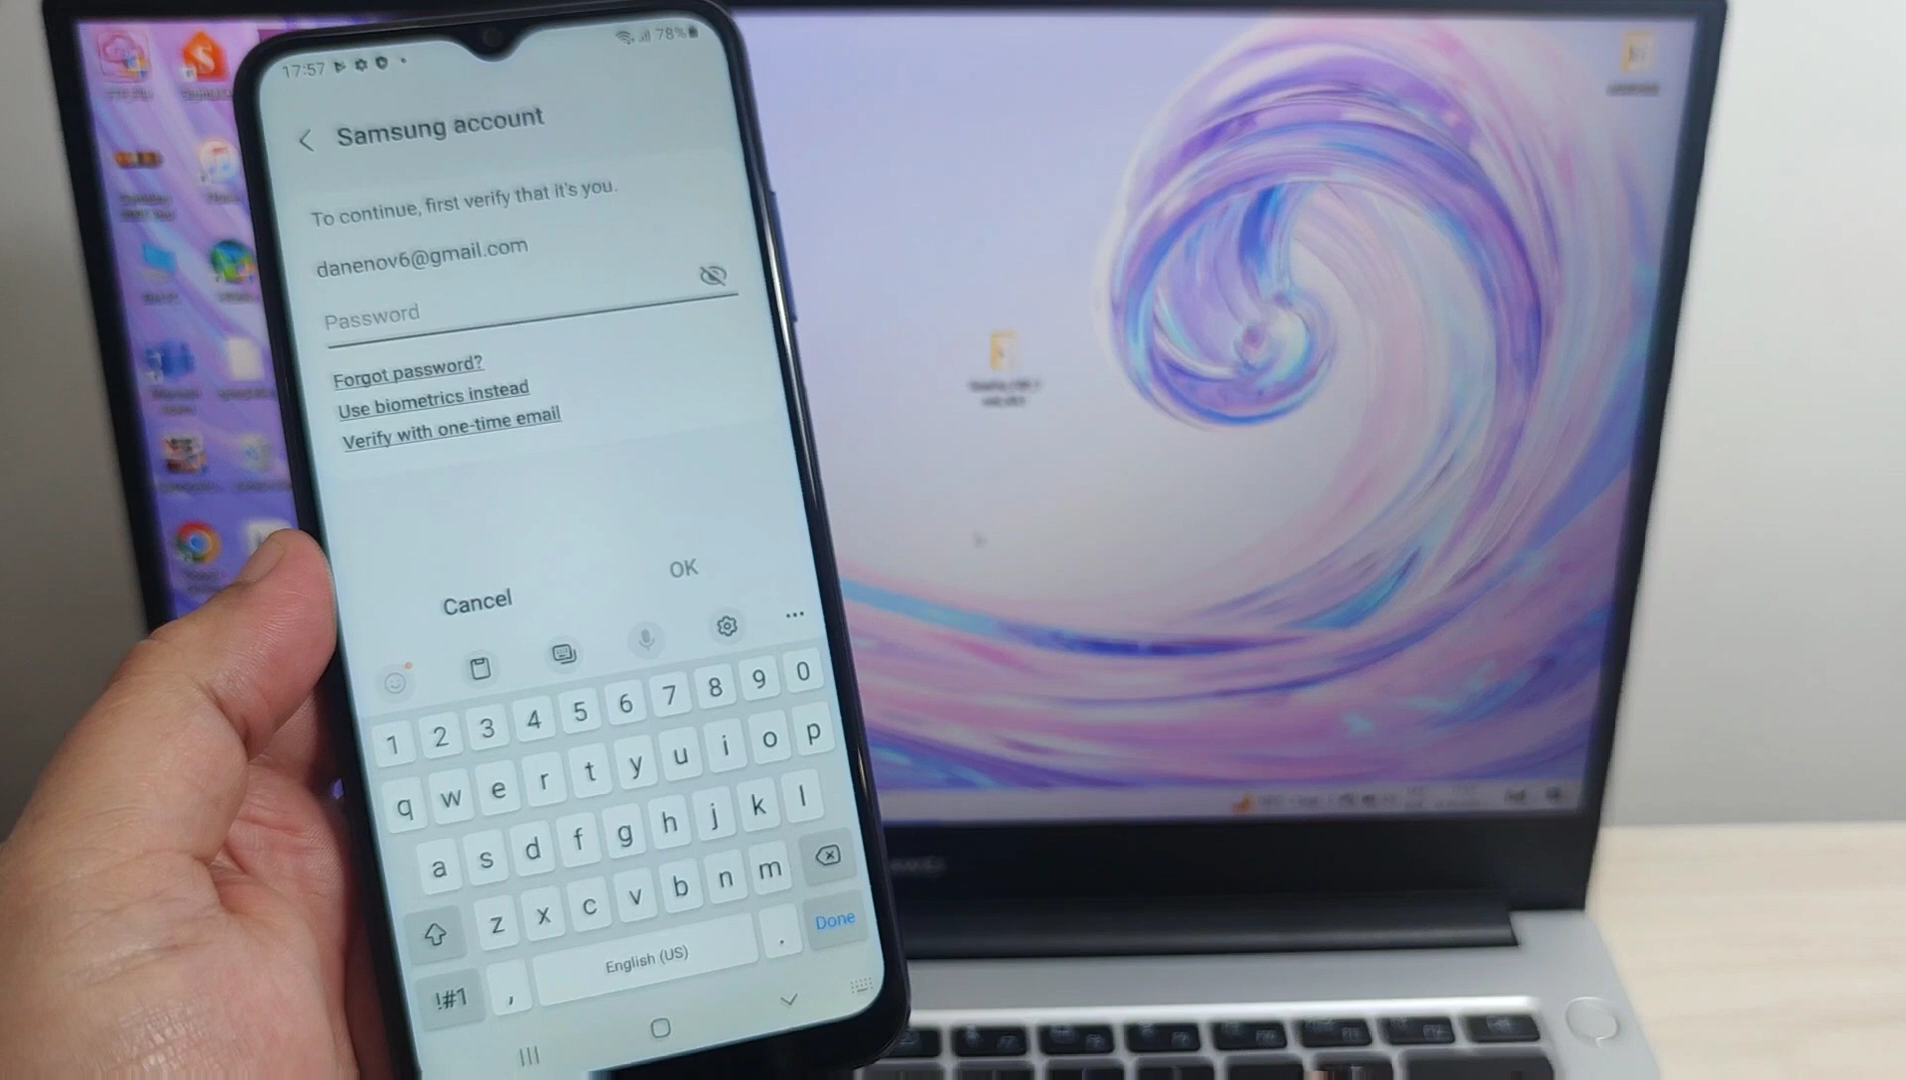 17:57
78%
Samsung account
To continue, first verify that it's you.
danenov6@gmail.com
Password
Forgot password?
Use biometrics instead
Verify with one-time email
Cancel
OK
1 2 3 4 5 6 7 8 9 0
q w e r t y u i o p
a s d f g h j k l
z x c v b n m
!#1 , English (US) . Done